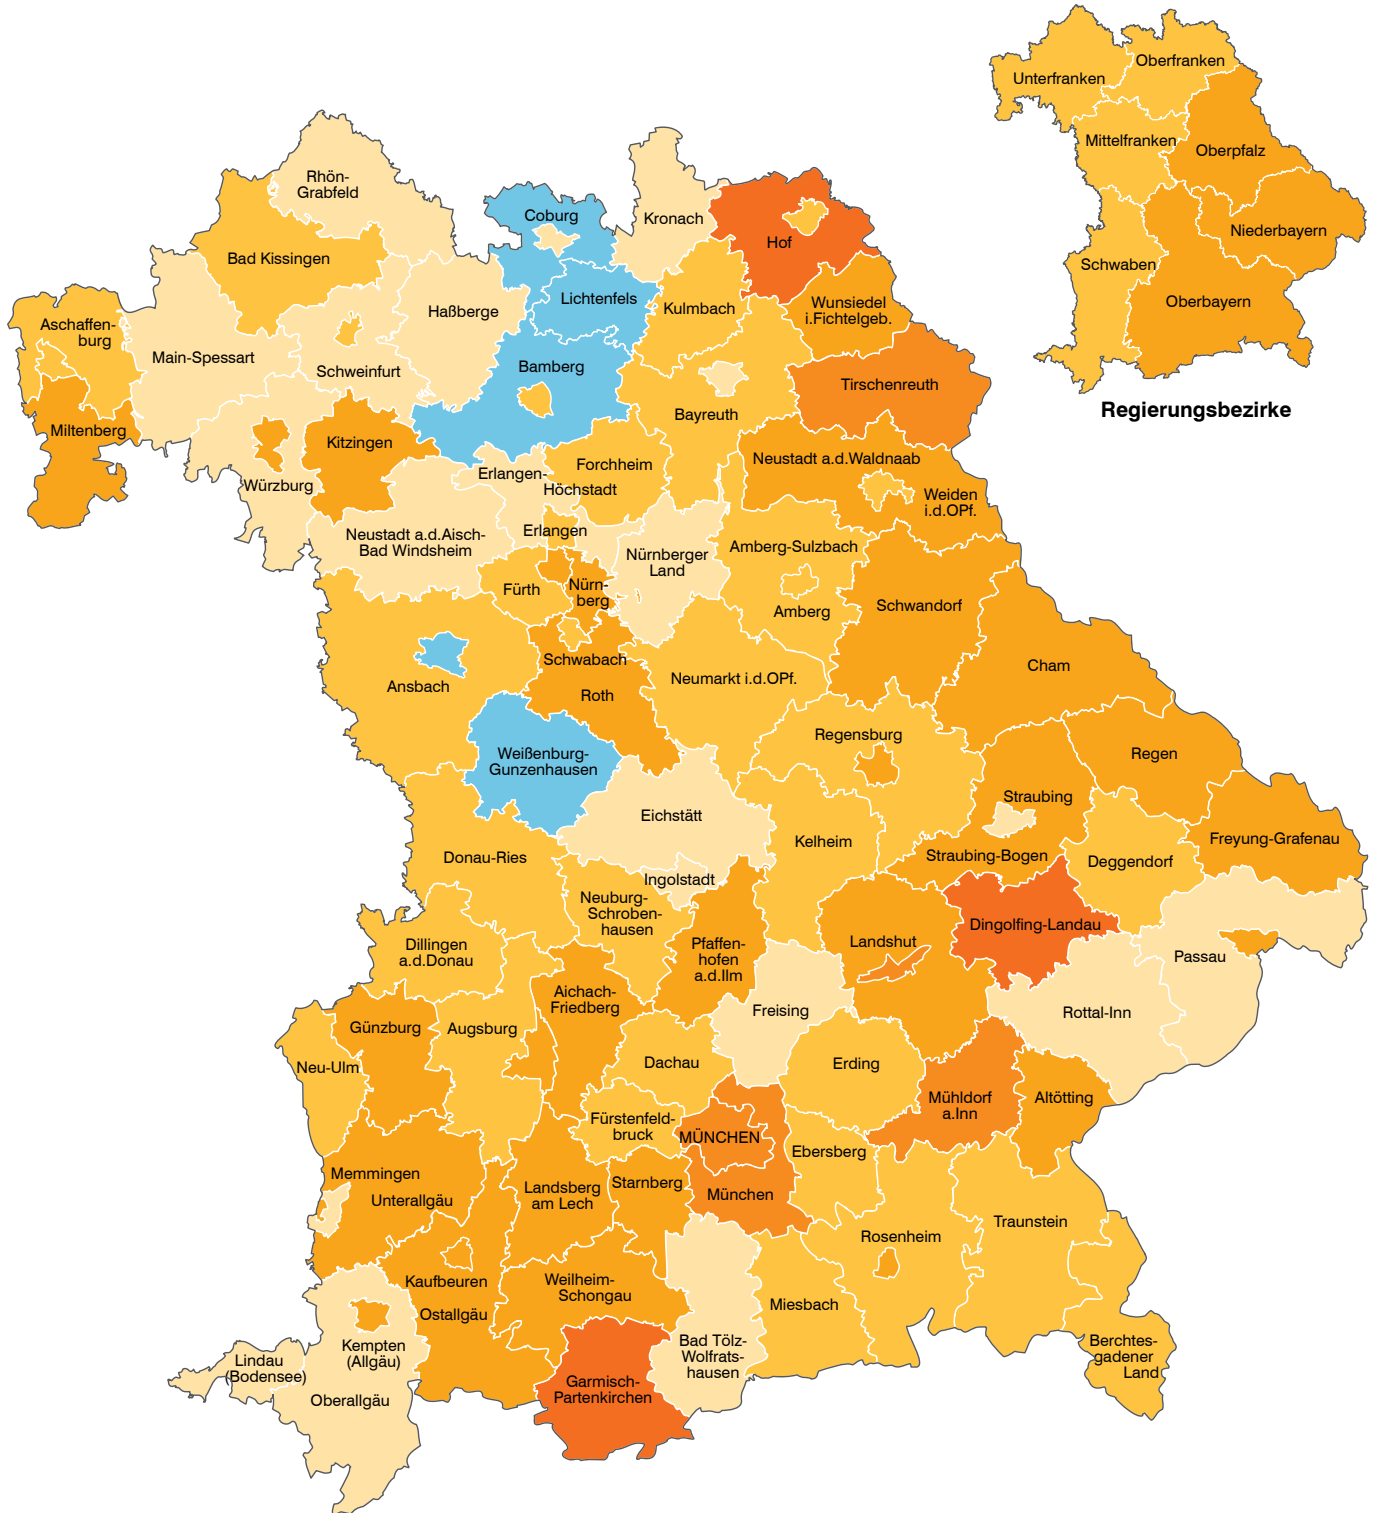 Oberfranken
Unterfranken
Mittelfranken
Oberpfalz
Niederbayern
Schwaben
Oberbayern
Regierungsbezirke
Rhön-
Grabfeld
Coburg
Kronach
Hof
Bad Kissingen
Lichtenfels
Kulmbach
Wunsiedel
i.Fichtelgeb.
Haßberge
Aschaffen-
burg
Main-Spessart
Schweinfurt
Bamberg
Tirschenreuth
Bayreuth
Miltenberg
Kitzingen
Neustadt a.d.Waldnaab
Forchheim
Erlangen-
Höchstadt
Würzburg
Weiden
i.d.OPf.
Neustadt a.d.Aisch-
Bad Windsheim
Erlangen
Nürnberger
Land
Amberg-Sulzbach
Fürth
Nürn-
berg
Amberg
Schwandorf
Schwabach
Cham
Ansbach
Roth
Neumarkt i.d.OPf.
Regensburg
Weißenburg-
Gunzenhausen
Regen
Straubing
Eichstätt
Kelheim
Freyung-Grafenau
Donau-Ries
Straubing-Bogen
Deggendorf
Ingolstadt
Neuburg-
Schroben-
hausen
Dingolfing-Landau
Dillingen
a.d.Donau
Pfaffen-
hofen
a.d.Ilm
Landshut
Passau
Aichach-
Friedberg
Freising
Rottal-Inn
Günzburg
Augsburg
Neu-Ulm
Dachau
Erding
Mühldorf
a.Inn
Altötting
Fürstenfeld-
bruck
MÜNCHEN
Ebersberg
Memmingen
Unterallgäu
Landsberg
am Lech
Starnberg
München
Rosenheim
Traunstein
Kaufbeuren
Weilheim-
Schongau
Ostallgäu
Miesbach
Kempten
(Allgäu)
Bad Tölz-
Wolfrats-
hausen
Berchtes-
gadener
Land
Lindau
(Bodensee)
Oberallgäu
Garmisch-
Partenkirchen